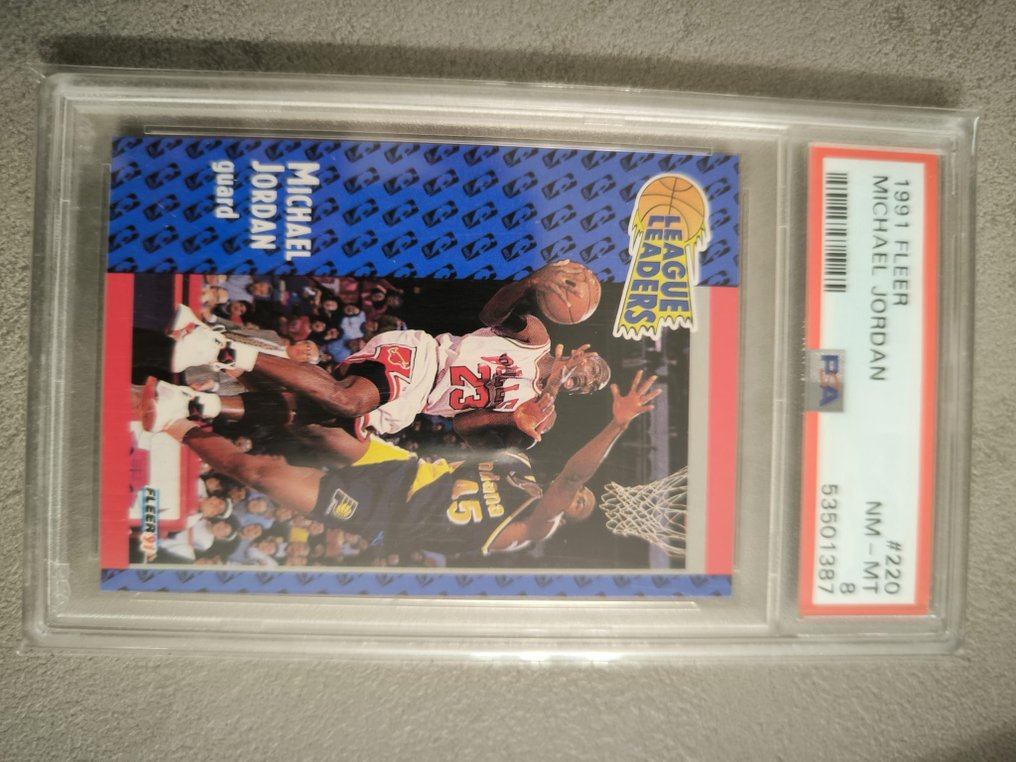 1991 FLEER #220
MICHAEL JORDAN NM-MT
8
PSA 53501387
LEAGUE
LEADERS
MICHAEL
JORDAN
guard
23
Indiana
45
FLEER '91